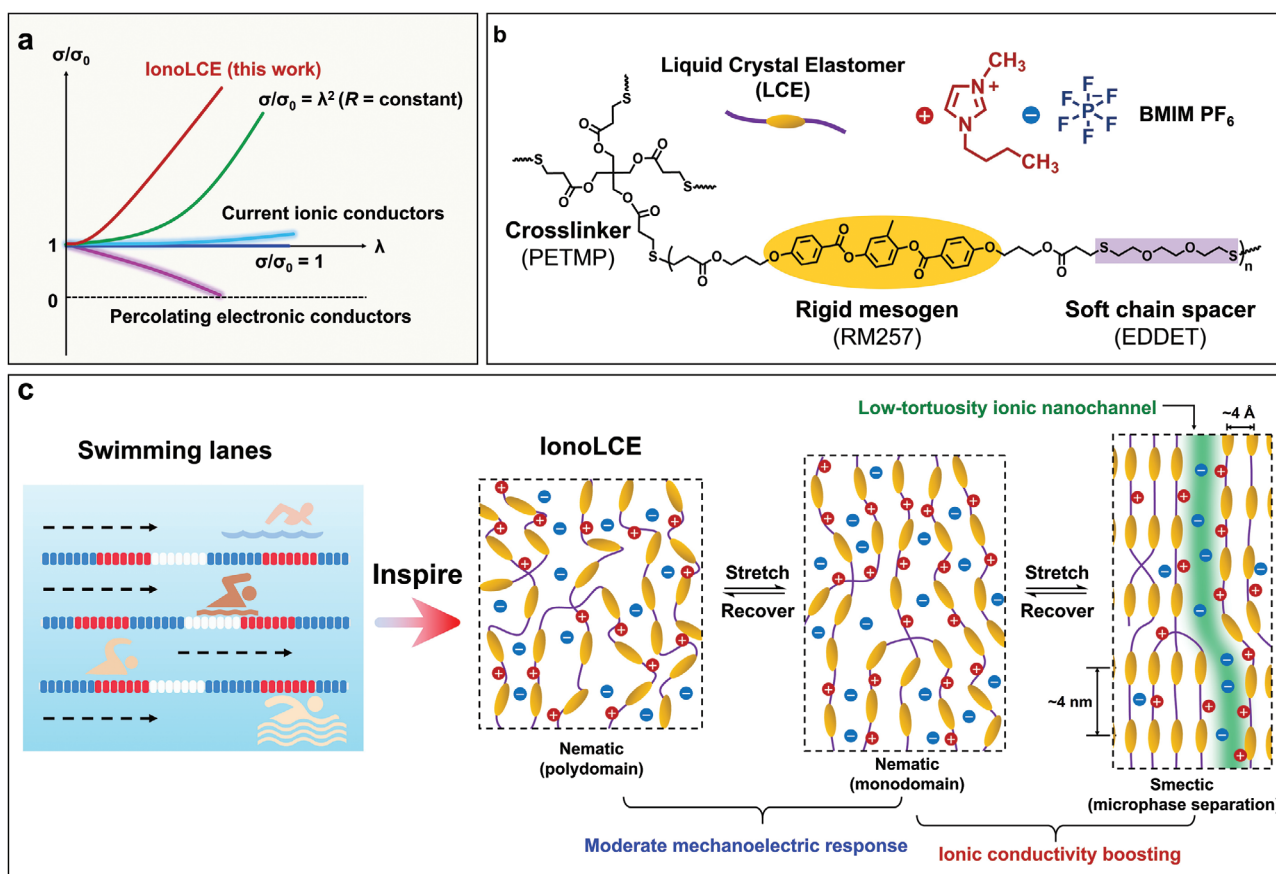 a
σ/σ₀
IonoLCE (this work)
σ/σ₀ = λ² (R = constant)
Current ionic conductors
1
λ
σ/σ₀ = 1
0
Percolating electronic conductors
b
Liquid Crystal Elastomer
(LCE)
CH₃
N
+
N
CH₃
+
−
F
F F
P
F F
F
BMIM PF₆
S
O
O
O
O
S
O
O
S
O
O
O
O
Crosslinker
(PETMP)
S
O
O
O
O
O
O
O
O
O
O
S
O
O
S
n
Rigid mesogen
(RM257)
Soft chain spacer
(EDDET)
c
Low-tortuosity ionic nanochannel
~4 Å
Swimming lanes
IonoLCE
Inspire
Stretch
Recover
Stretch
Recover
~4 nm
Nematic
(polydomain)
Nematic
(monodomain)
Smectic
(microphase separation)
Moderate mechanoelectric response
Ionic conductivity boosting